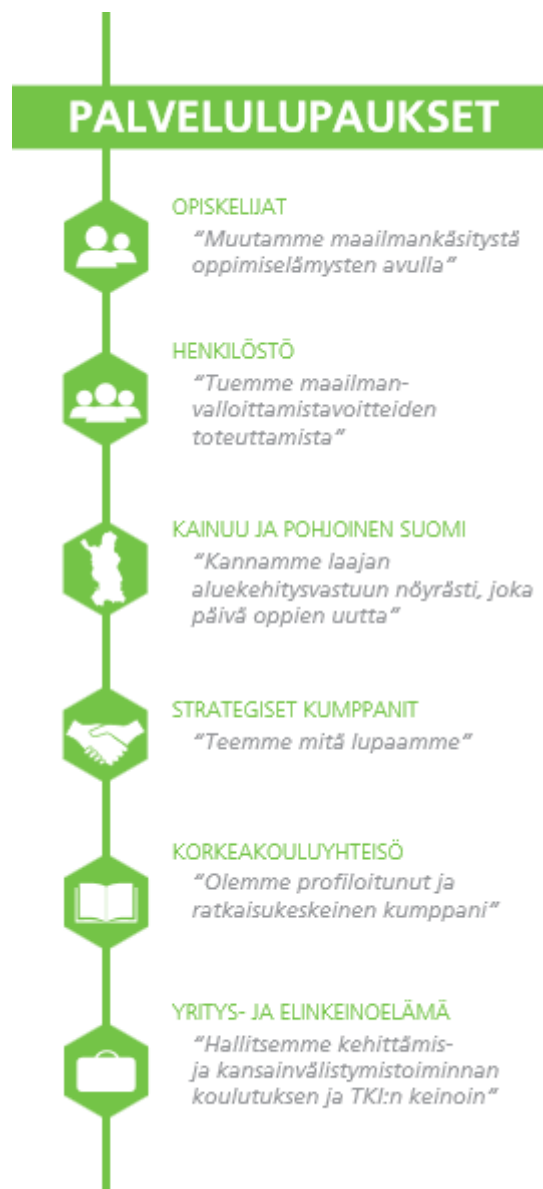 PALVELULUPAUKSET
OPISKELIJAT
"Muutamme maailmankäsitystä
oppimiselämysten avulla"
HENKILÖSTÖ
"Tuemme maailman-
valloittamistavoitteiden
toteuttamista"
KAINUU JA POHJOINEN SUOMI
"Kannamme laajan
aluekehitysvastuun nöyrästi, joka
päivä oppien uutta"
STRATEGISET KUMPPANIT
"Teemme mitä lupaamme"
KORKEAKOULUYHTEISÖ
"Olemme profiloitunut ja
ratkaisukeskeinen kumppani"
YRITYS- JA ELINKEINOELÄMÄ
"Hallitsemme kehittämis-
ja kansainvälistymistoiminnan
koulutuksen ja TKI:n keinoin"